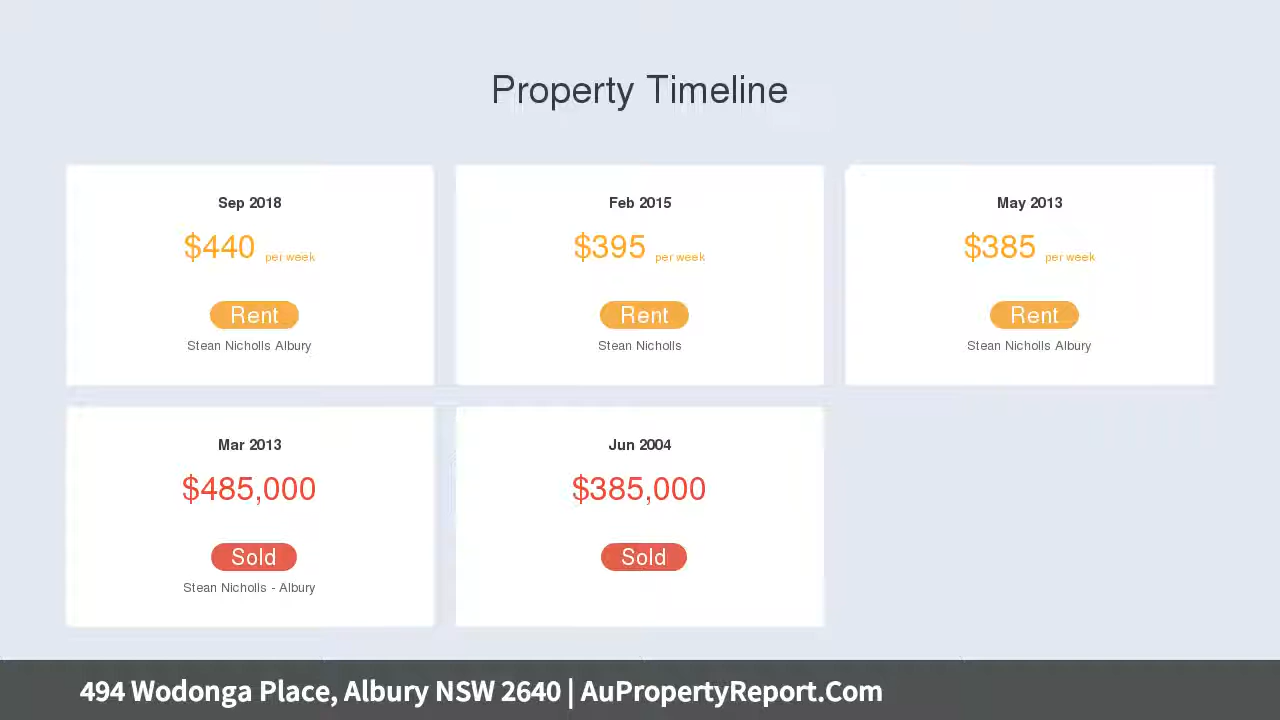 Property Timeline
Sep 2018
$440 per week
Rent
Stean Nicholls Albury
Feb 2015
$395 per week
Rent
Stean Nicholls
May 2013
$385 per week
Rent
Stean Nicholls Albury
Mar 2013
$485,000
Sold
Stean Nicholls - Albury
Jun 2004
$385,000
Sold
494 Wodonga Place, Albury NSW 2640 | AuPropertyReport.Com